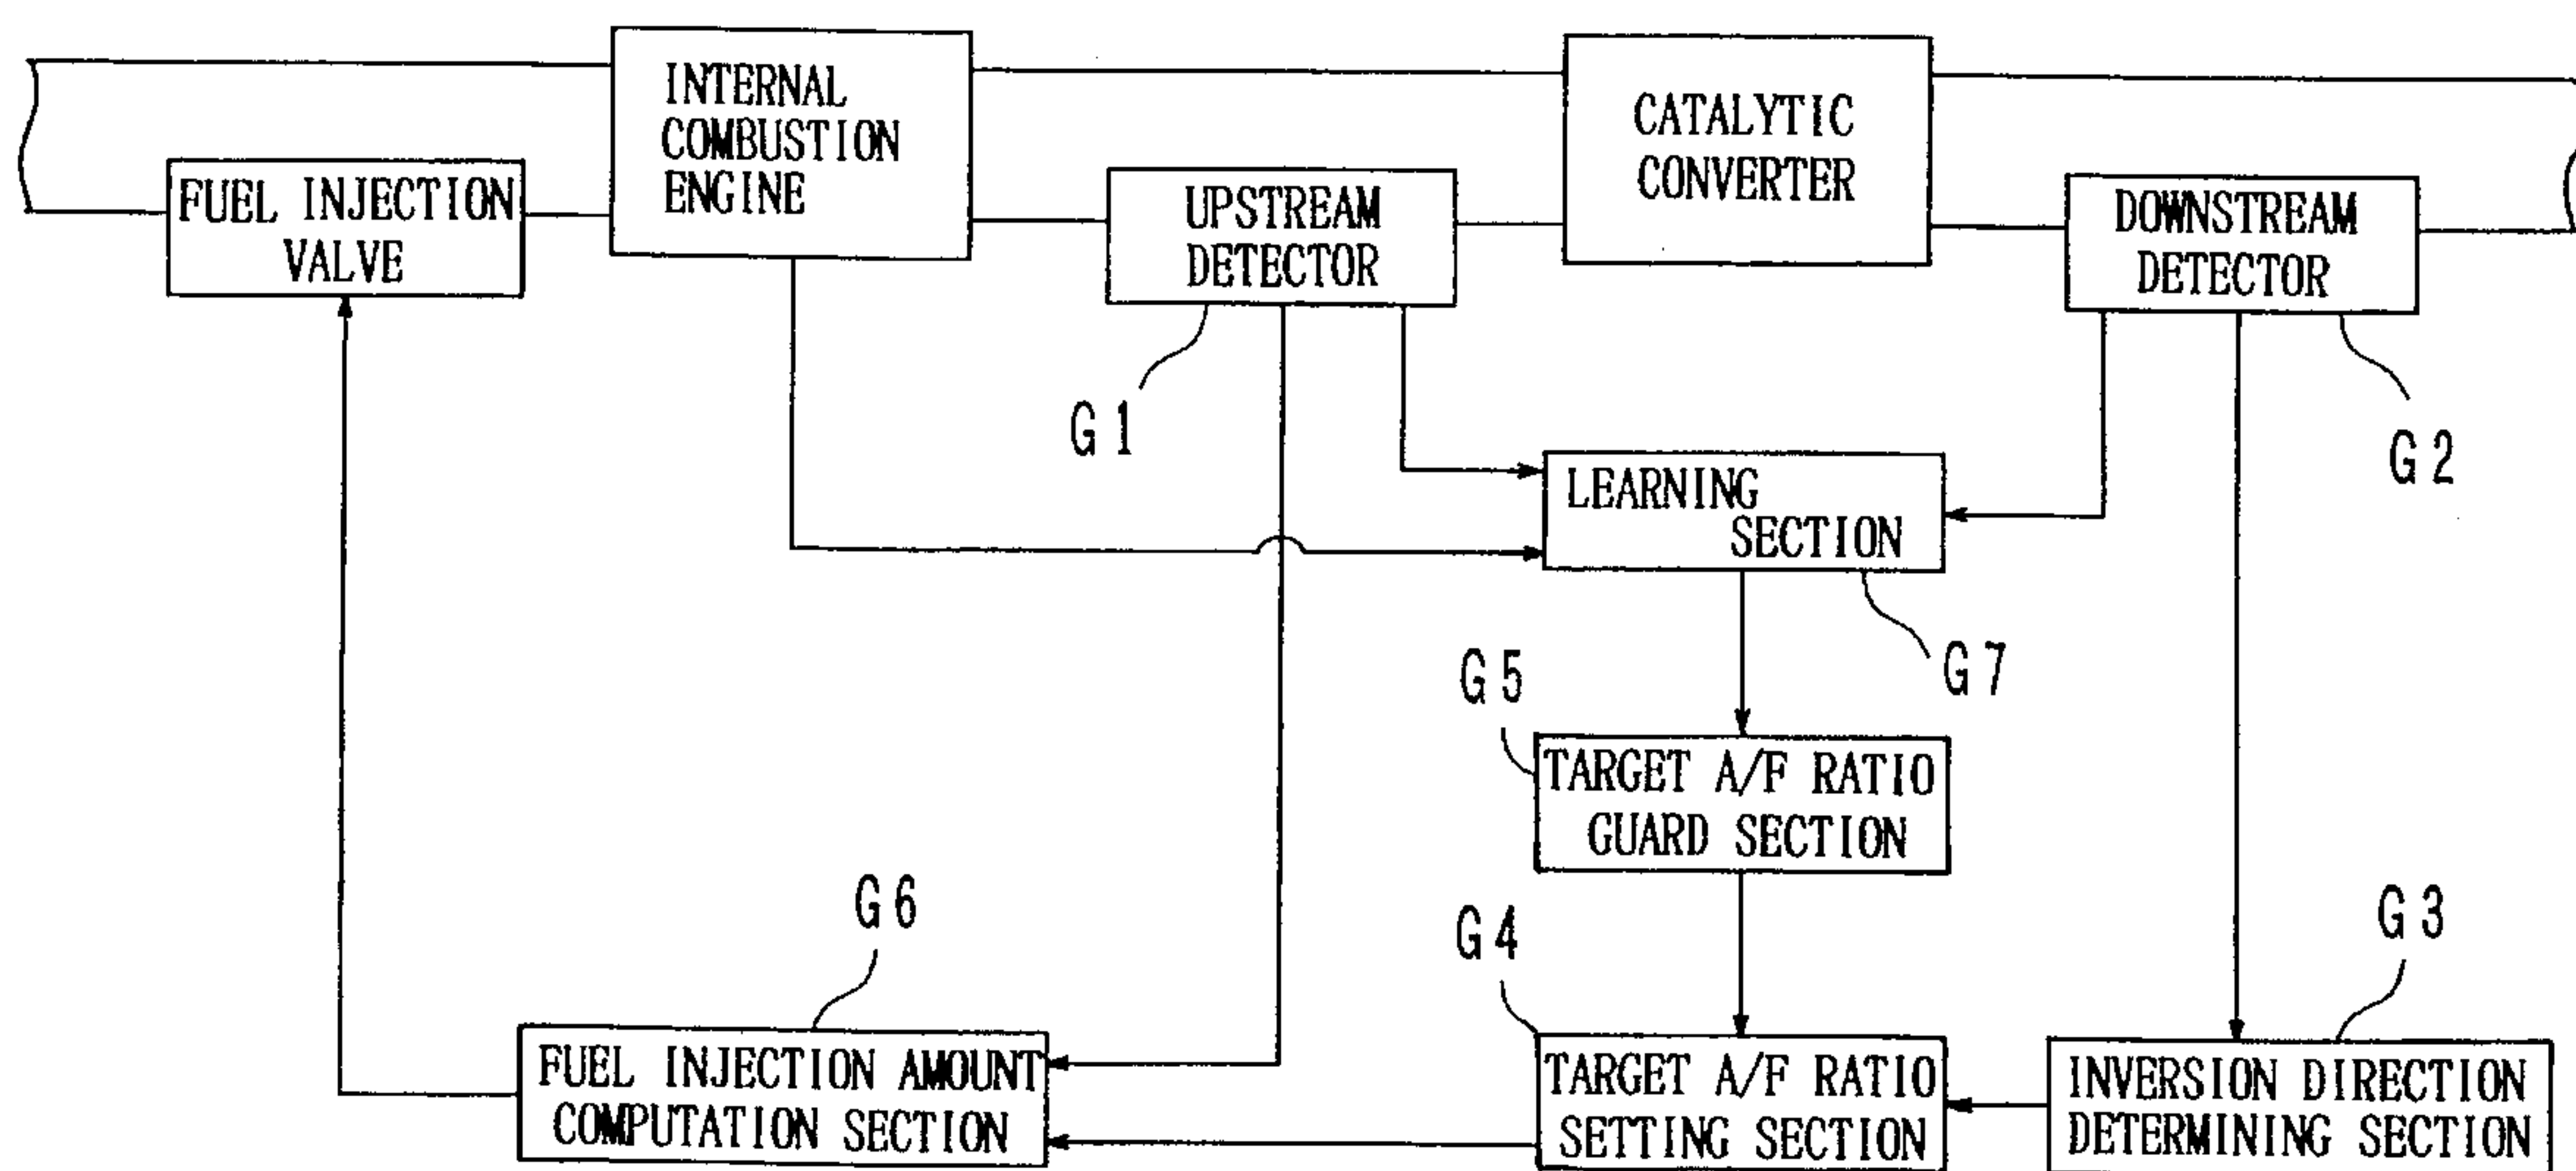 INTERNAL
COMBUSTION
ENGINE
CATALYTIC
CONVERTER
FUEL INJECTION
VALVE
UPSTREAM
DETECTOR
DOWNSTREAM
DETECTOR
G1
G2
LEARNING
SECTION
G7
G5
TARGET A/F RATIO
GUARD SECTION
G6
G4
G3
FUEL INJECTION AMOUNT
COMPUTATION SECTION
TARGET A/F RATIO
SETTING SECTION
INVERSION DIRECTION
DETERMINING SECTION